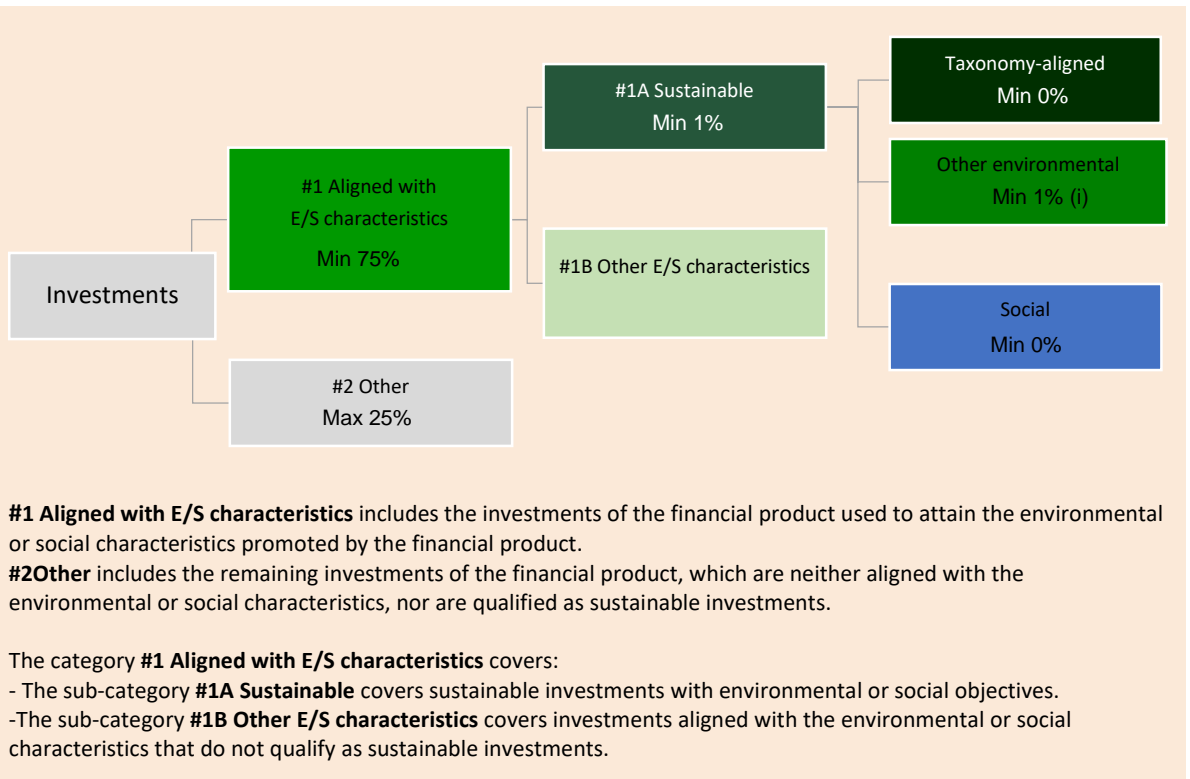 Investments
#1 Aligned with
E/S characteristics
Min 75%
#2 Other
Max 25%
#1A Sustainable
Min 1%
#1B Other E/S characteristics
Taxonomy-aligned
Min 0%
Other environmental
Min 1% (i)
Social
Min 0%
#1 Aligned with E/S characteristics includes the investments of the financial product used to attain the environmental
or social characteristics promoted by the financial product.
#2Other includes the remaining investments of the financial product, which are neither aligned with the
environmental or social characteristics, nor are qualified as sustainable investments.
The category #1 Aligned with E/S characteristics covers:
- The sub-category #1A Sustainable covers sustainable investments with environmental or social objectives.
-The sub-category #1B Other E/S characteristics covers investments aligned with the environmental or social
characteristics that do not qualify as sustainable investments.